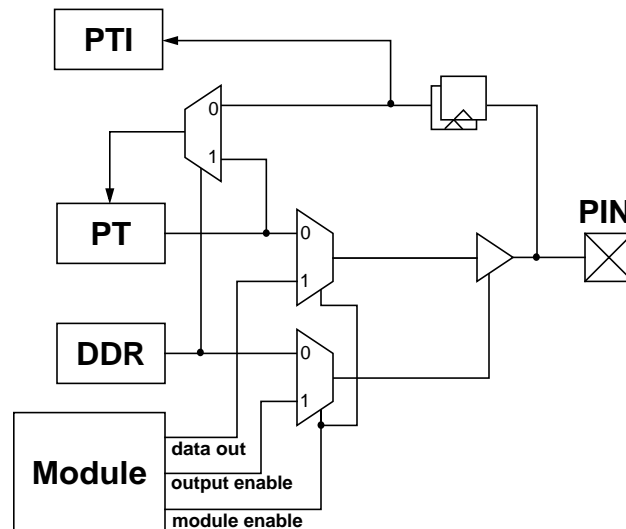 PTI
0
1
PT
PIN
0
1
DDR
0
1
Module
data out
output enable
module enable